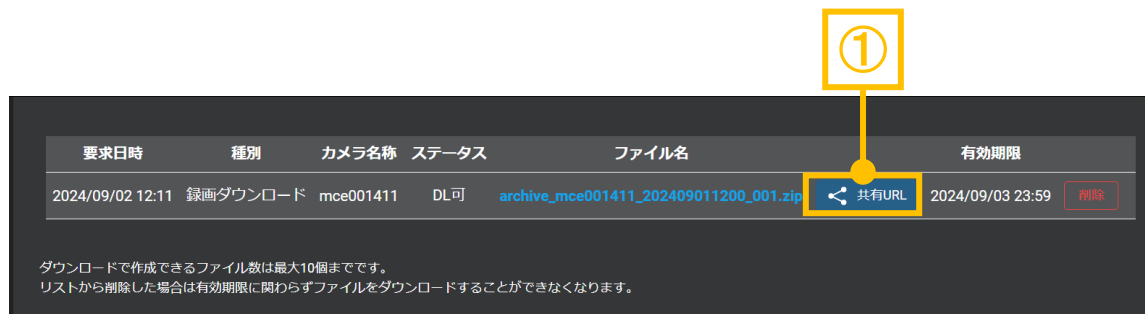 ①
要求日時 種別 カメラ名称 ステータス ファイル名 有効期限
2024/09/02 12:11 録画ダウンロード mce001411 DL可 archive_mce001411_202409011200_001.zip 共有URL 2024/09/03 23:59 削除
ダウンロードで作成できるファイル数は最大10個までです。
リストから削除した場合は有効期限に関わらずファイルをダウンロードすることができなくなります。